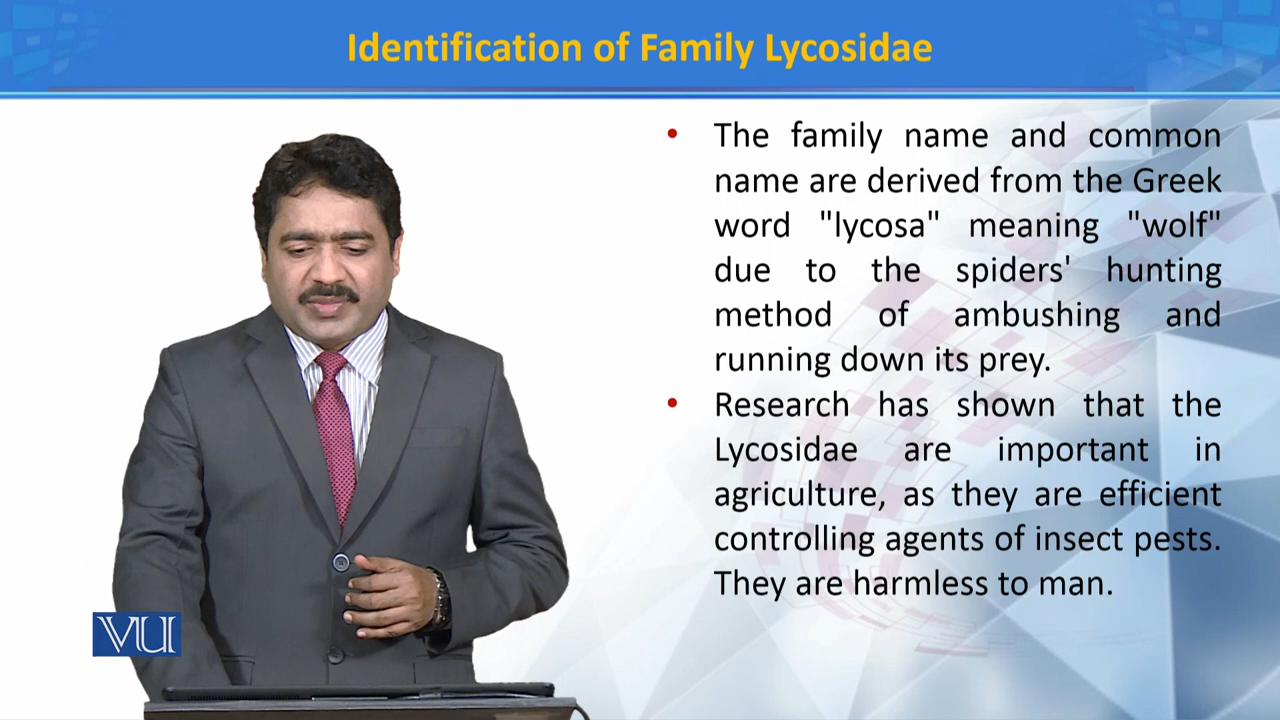 Identification of Family Lycosidae
• The family name and common
name are derived from the Greek
word "lycosa" meaning "wolf"
due to the spiders' hunting
method of ambushing and
running down its prey.
• Research has shown that the
Lycosidae are important in
agriculture, as they are efficient
controlling agents of insect pests.
They are harmless to man.
VU